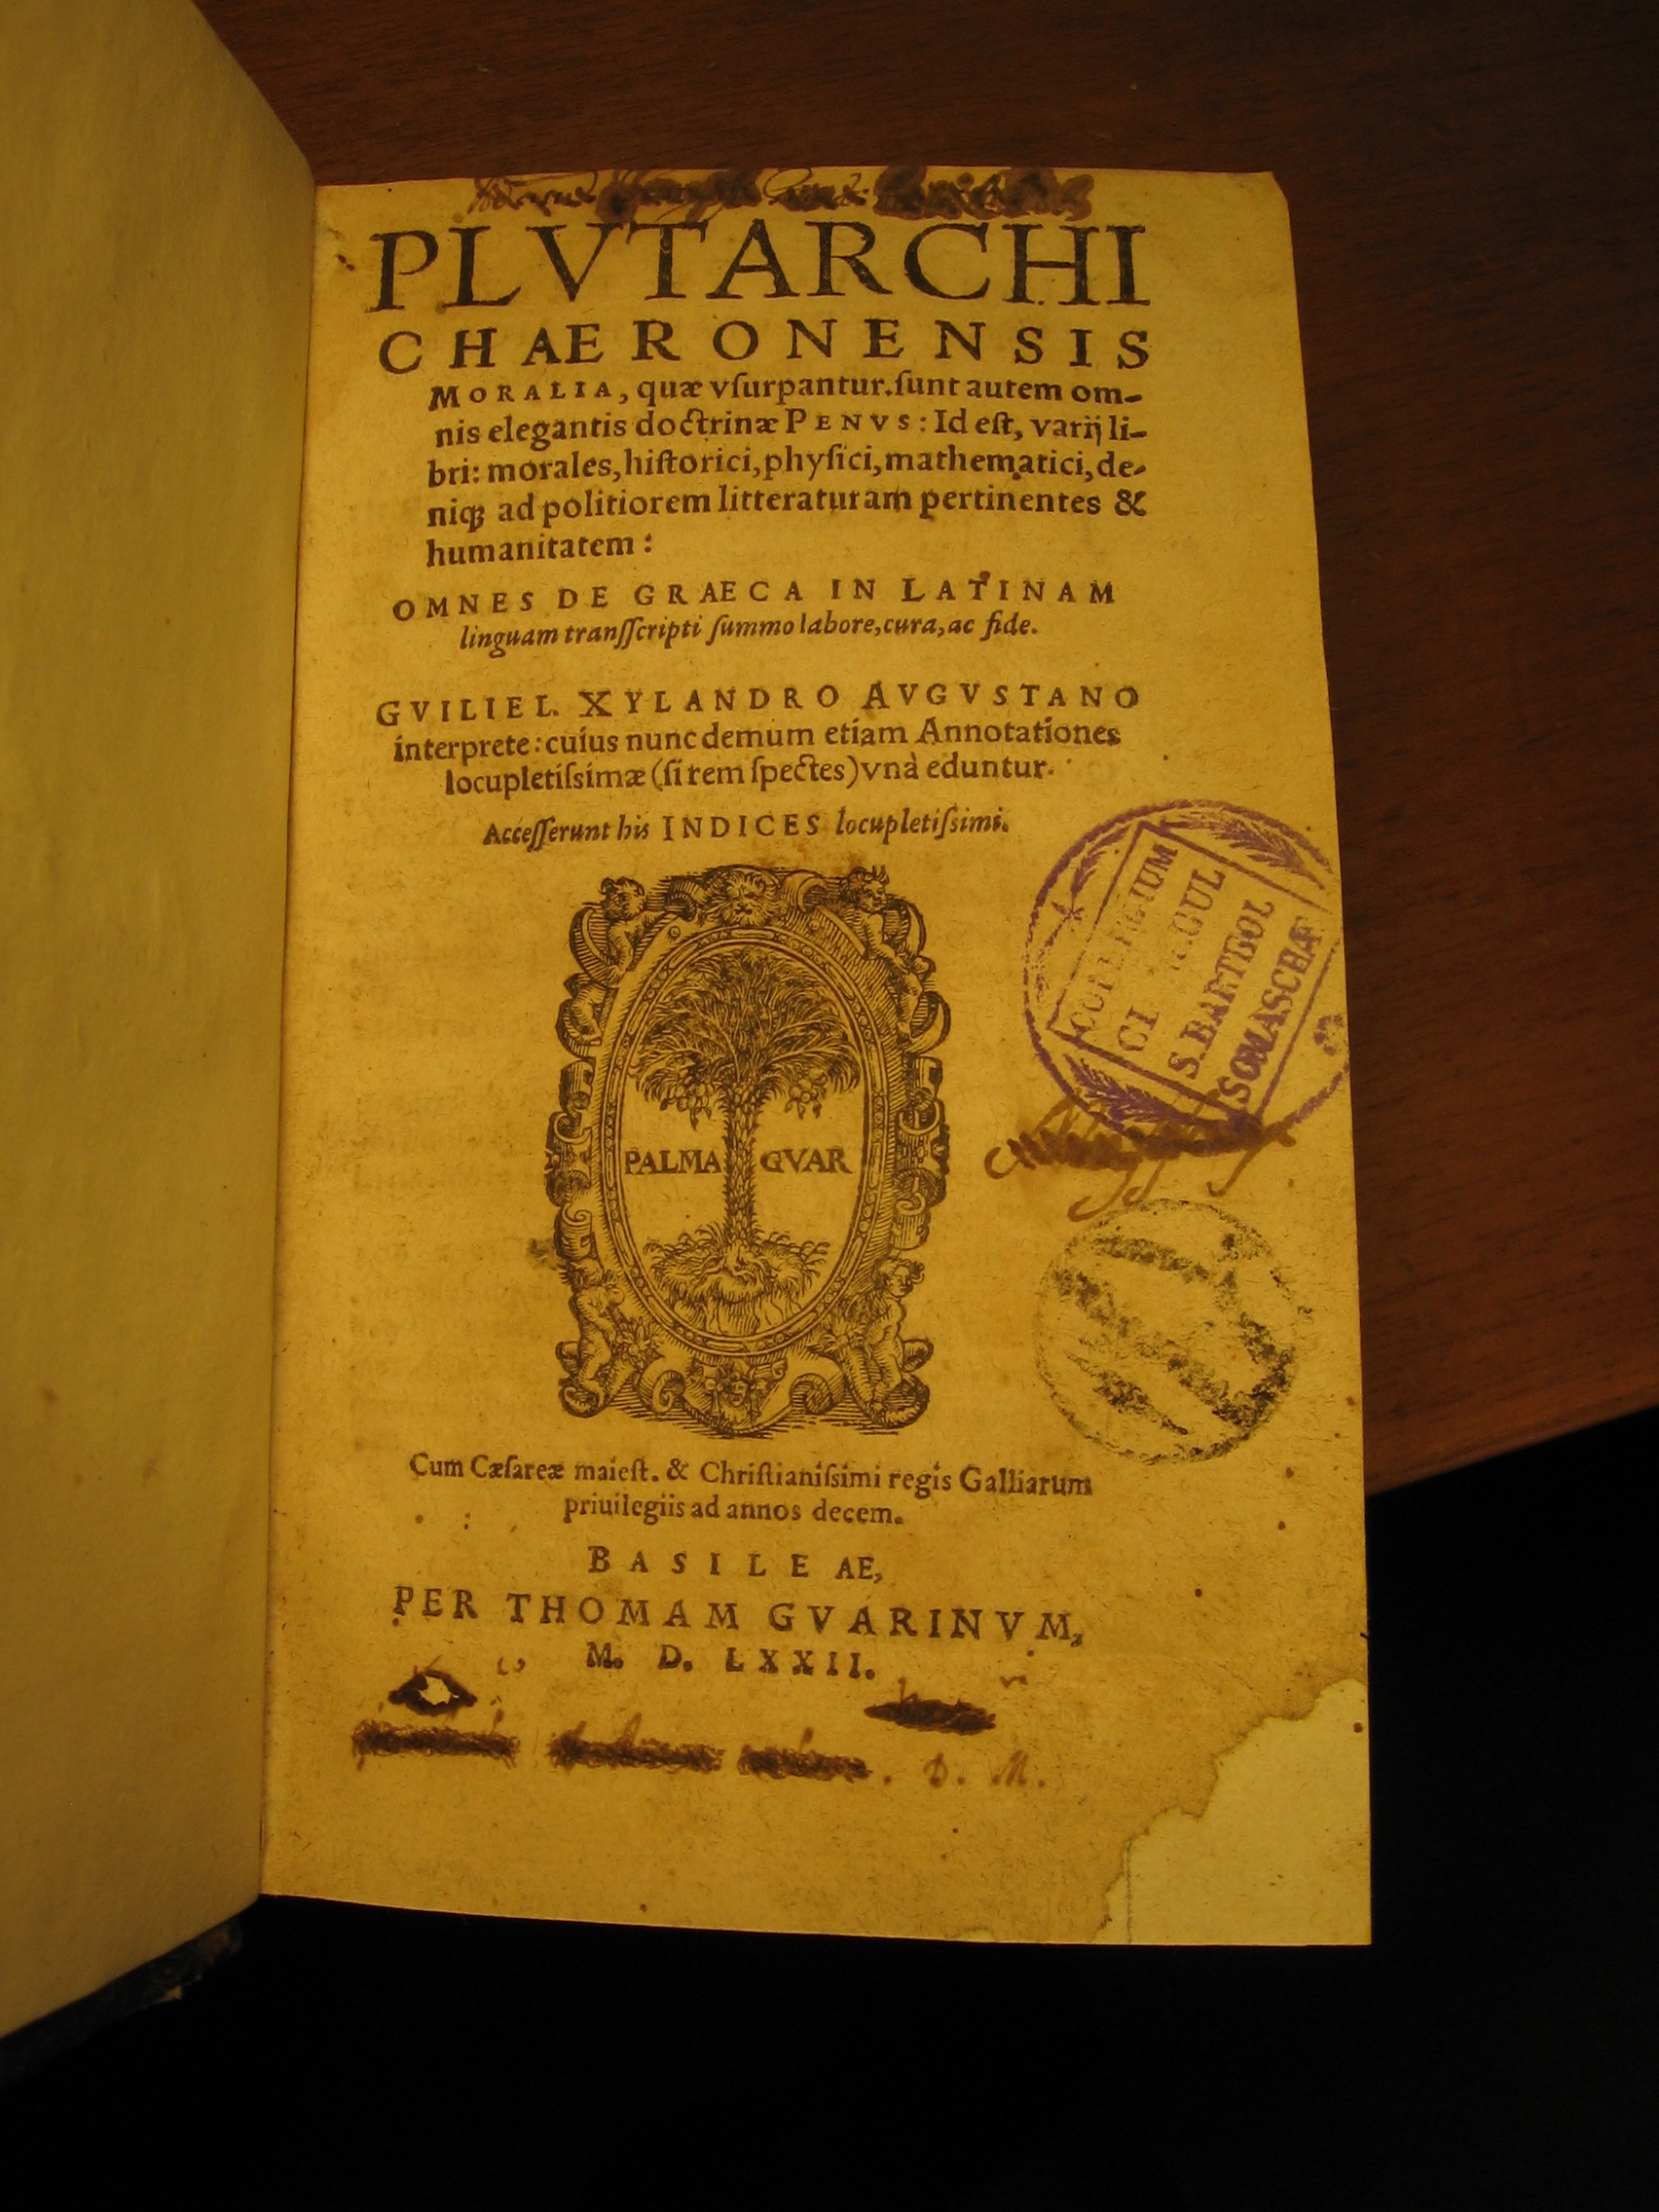 PLVTARCHI
CHAERONENSIS
MORALIA, quæ vſurpantur. ſunt autem om-
nis elegantis doctrinæ PENVS: Id eſt, varij li-
bri: morales, hiſtorici, phyſici, mathematici, de-
niq; ad politiorem litteraturam pertinentes &
humanitatem:
OMNES DE GRAECA IN LATINAM
linguam tranſſcripti ſummo labore, cura, ac fide.
GVILIEL. XYLANDRO AVGVSTANO
interprete: cuius nunc demum etiam Annotationes
locupletiſsimæ (ſi rem ſpectes) vnà eduntur.
Acceſſerunt his INDICES locupletiſsimi.
PALMA GVAR
COLLEGIUM
S. BARTHOL
SOMASCHAE
Cum Cæſareæ maieſt. & Chriſtianiſsimi regis Galliarum
priuilegiis ad annos decem.
BASILEAE,
PER THOMAM GVARINVM,
M. D. LXXII.
D. M.